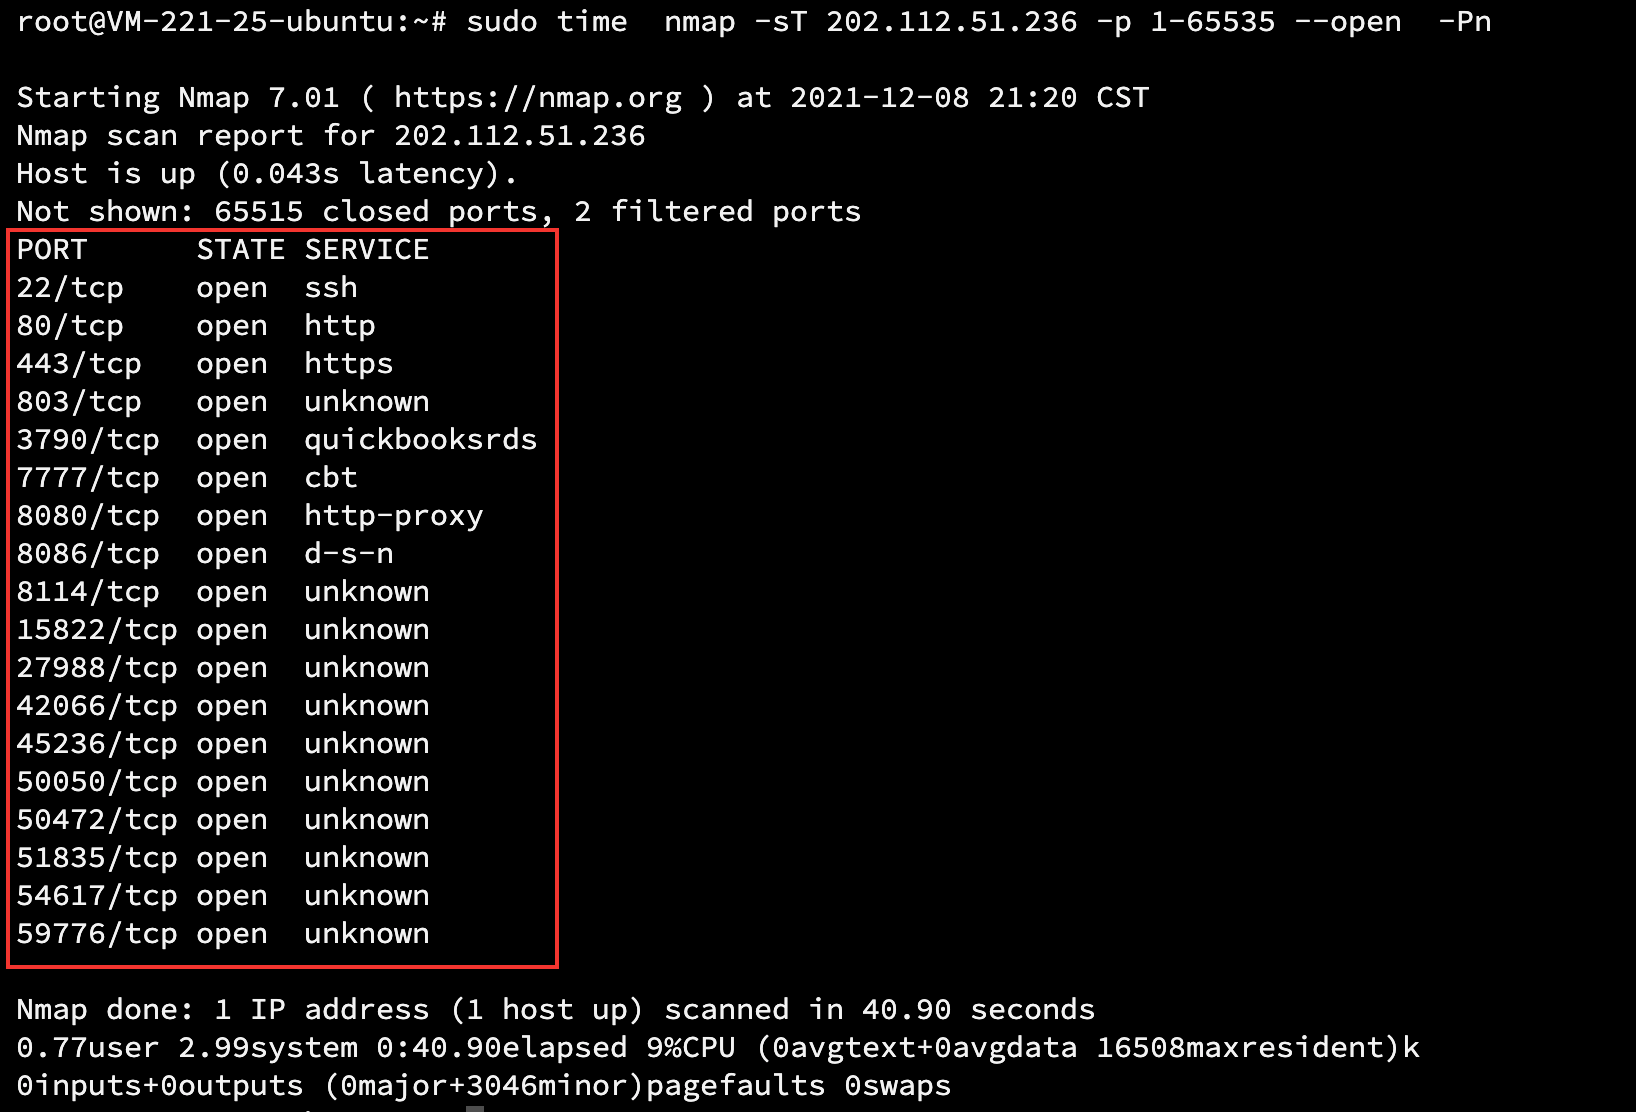 root@VM-221-25-ubuntu:~# sudo time  nmap -sT 202.112.51.236 -p 1-65535 --open  -Pn
Starting Nmap 7.01 ( https://nmap.org ) at 2021-12-08 21:20 CST
Nmap scan report for 202.112.51.236
Host is up (0.043s latency).
Not shown: 65515 closed ports, 2 filtered ports
PORT      STATE SERVICE
22/tcp    open  ssh
80/tcp    open  http
443/tcp   open  https
803/tcp   open  unknown
3790/tcp  open  quickbooksrds
7777/tcp  open  cbt
8080/tcp  open  http-proxy
8086/tcp  open  d-s-n
8114/tcp  open  unknown
15822/tcp open  unknown
27988/tcp open  unknown
42066/tcp open  unknown
45236/tcp open  unknown
50050/tcp open  unknown
50472/tcp open  unknown
51835/tcp open  unknown
54617/tcp open  unknown
59776/tcp open  unknown
Nmap done: 1 IP address (1 host up) scanned in 40.90 seconds
0.77user 2.99system 0:40.90elapsed 9%CPU (0avgtext+0avgdata 16508maxresident)k
0inputs+0outputs (0major+3046minor)pagefaults 0swaps